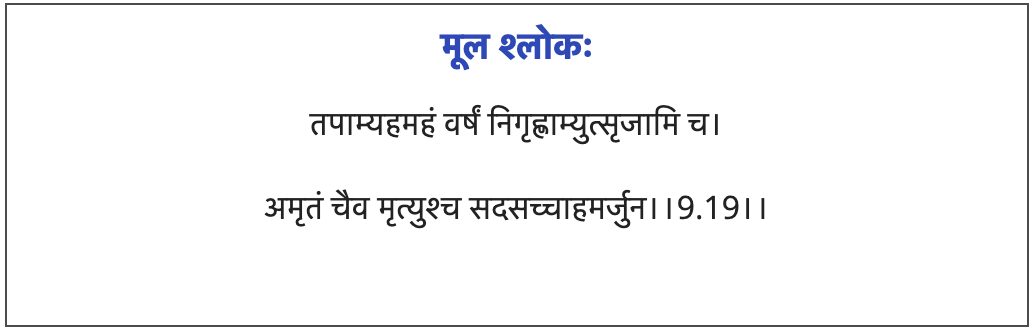 मूल श्लोकः
तपाम्यहमहं वर्षं निगृह्णाम्युत्सृजामि च।
अमृतं चैव मृत्युश्च सदसच्चाहमर्जुन।।9.19।।